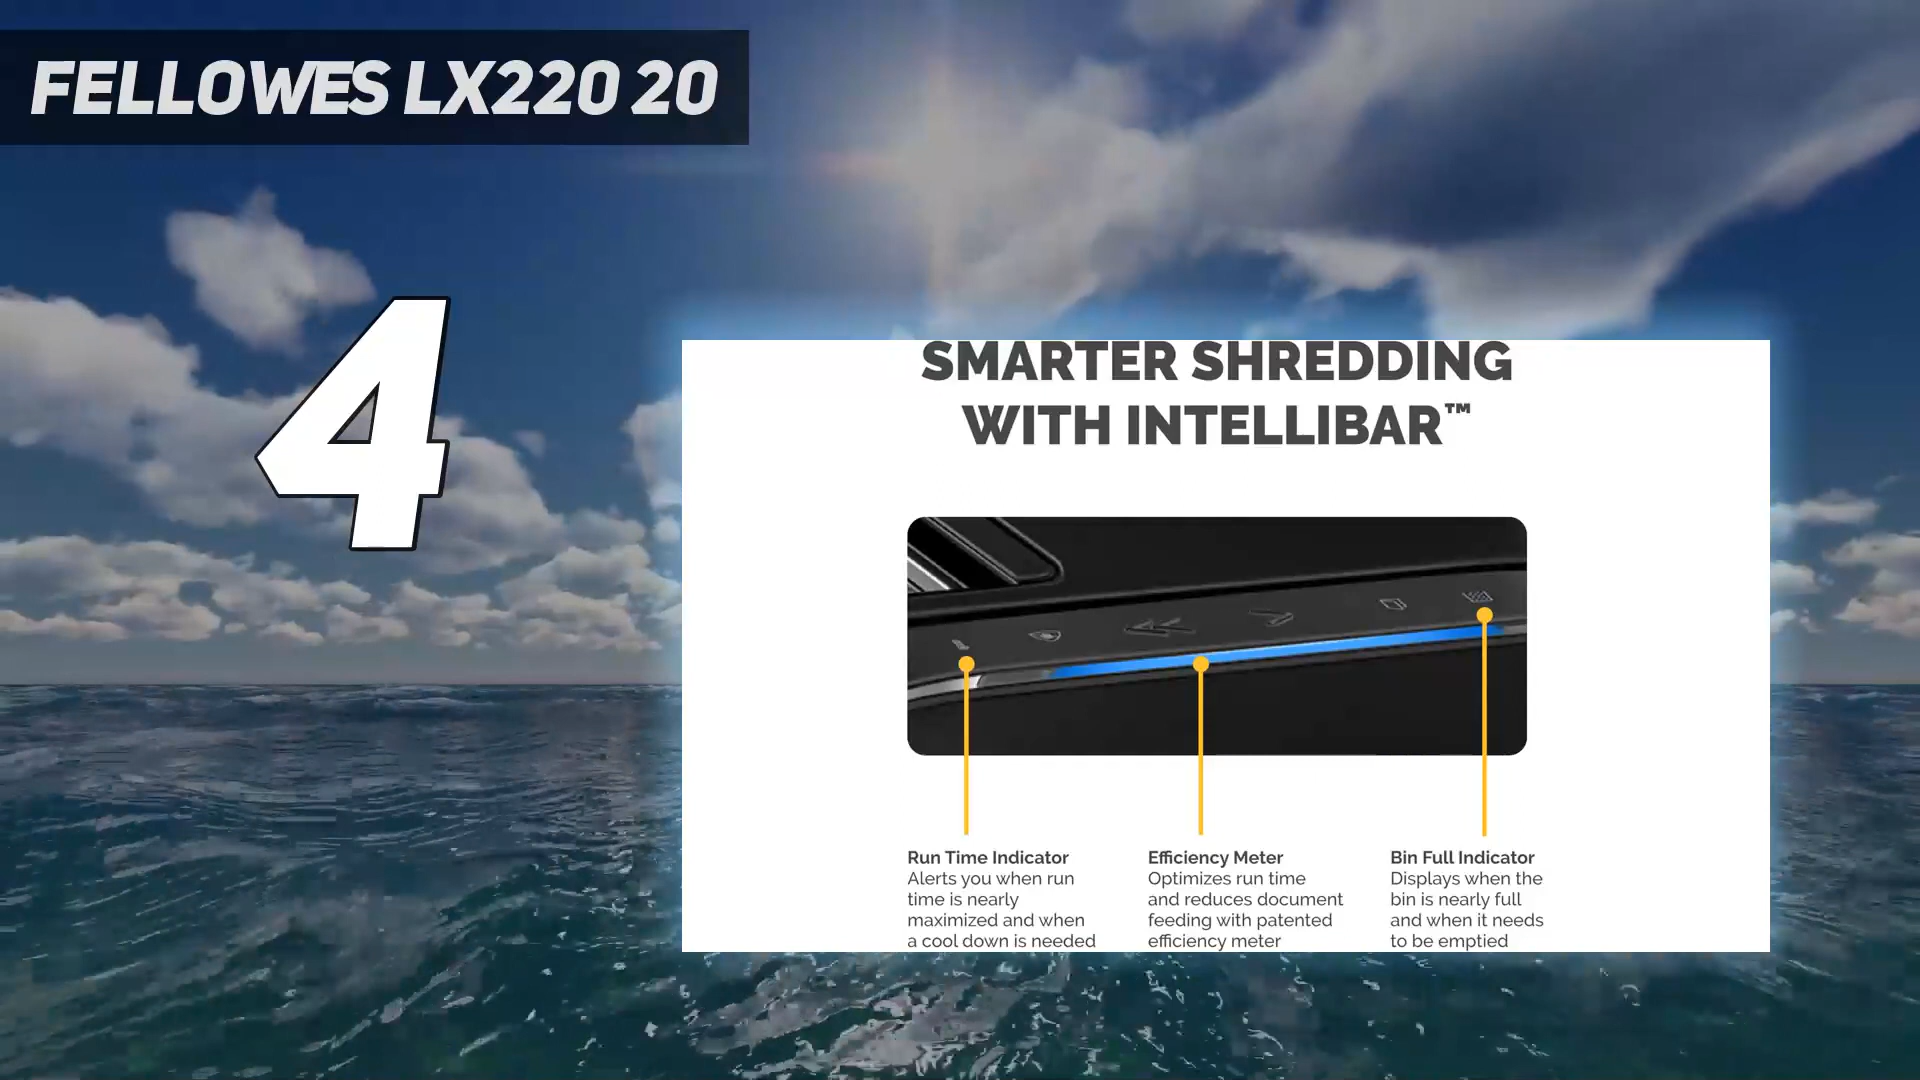 FELLOWES LX220 20
4
SMARTER SHREDDING
WITH INTELLIBAR™
Run Time Indicator
Alerts you when run
time is nearly
maximized and when
a cool down is needed
Efficiency Meter
Optimizes run time
and reduces document
feeding with patented
efficiency meter
Bin Full Indicator
Displays when the
bin is nearly full
and when it needs
to be emptied